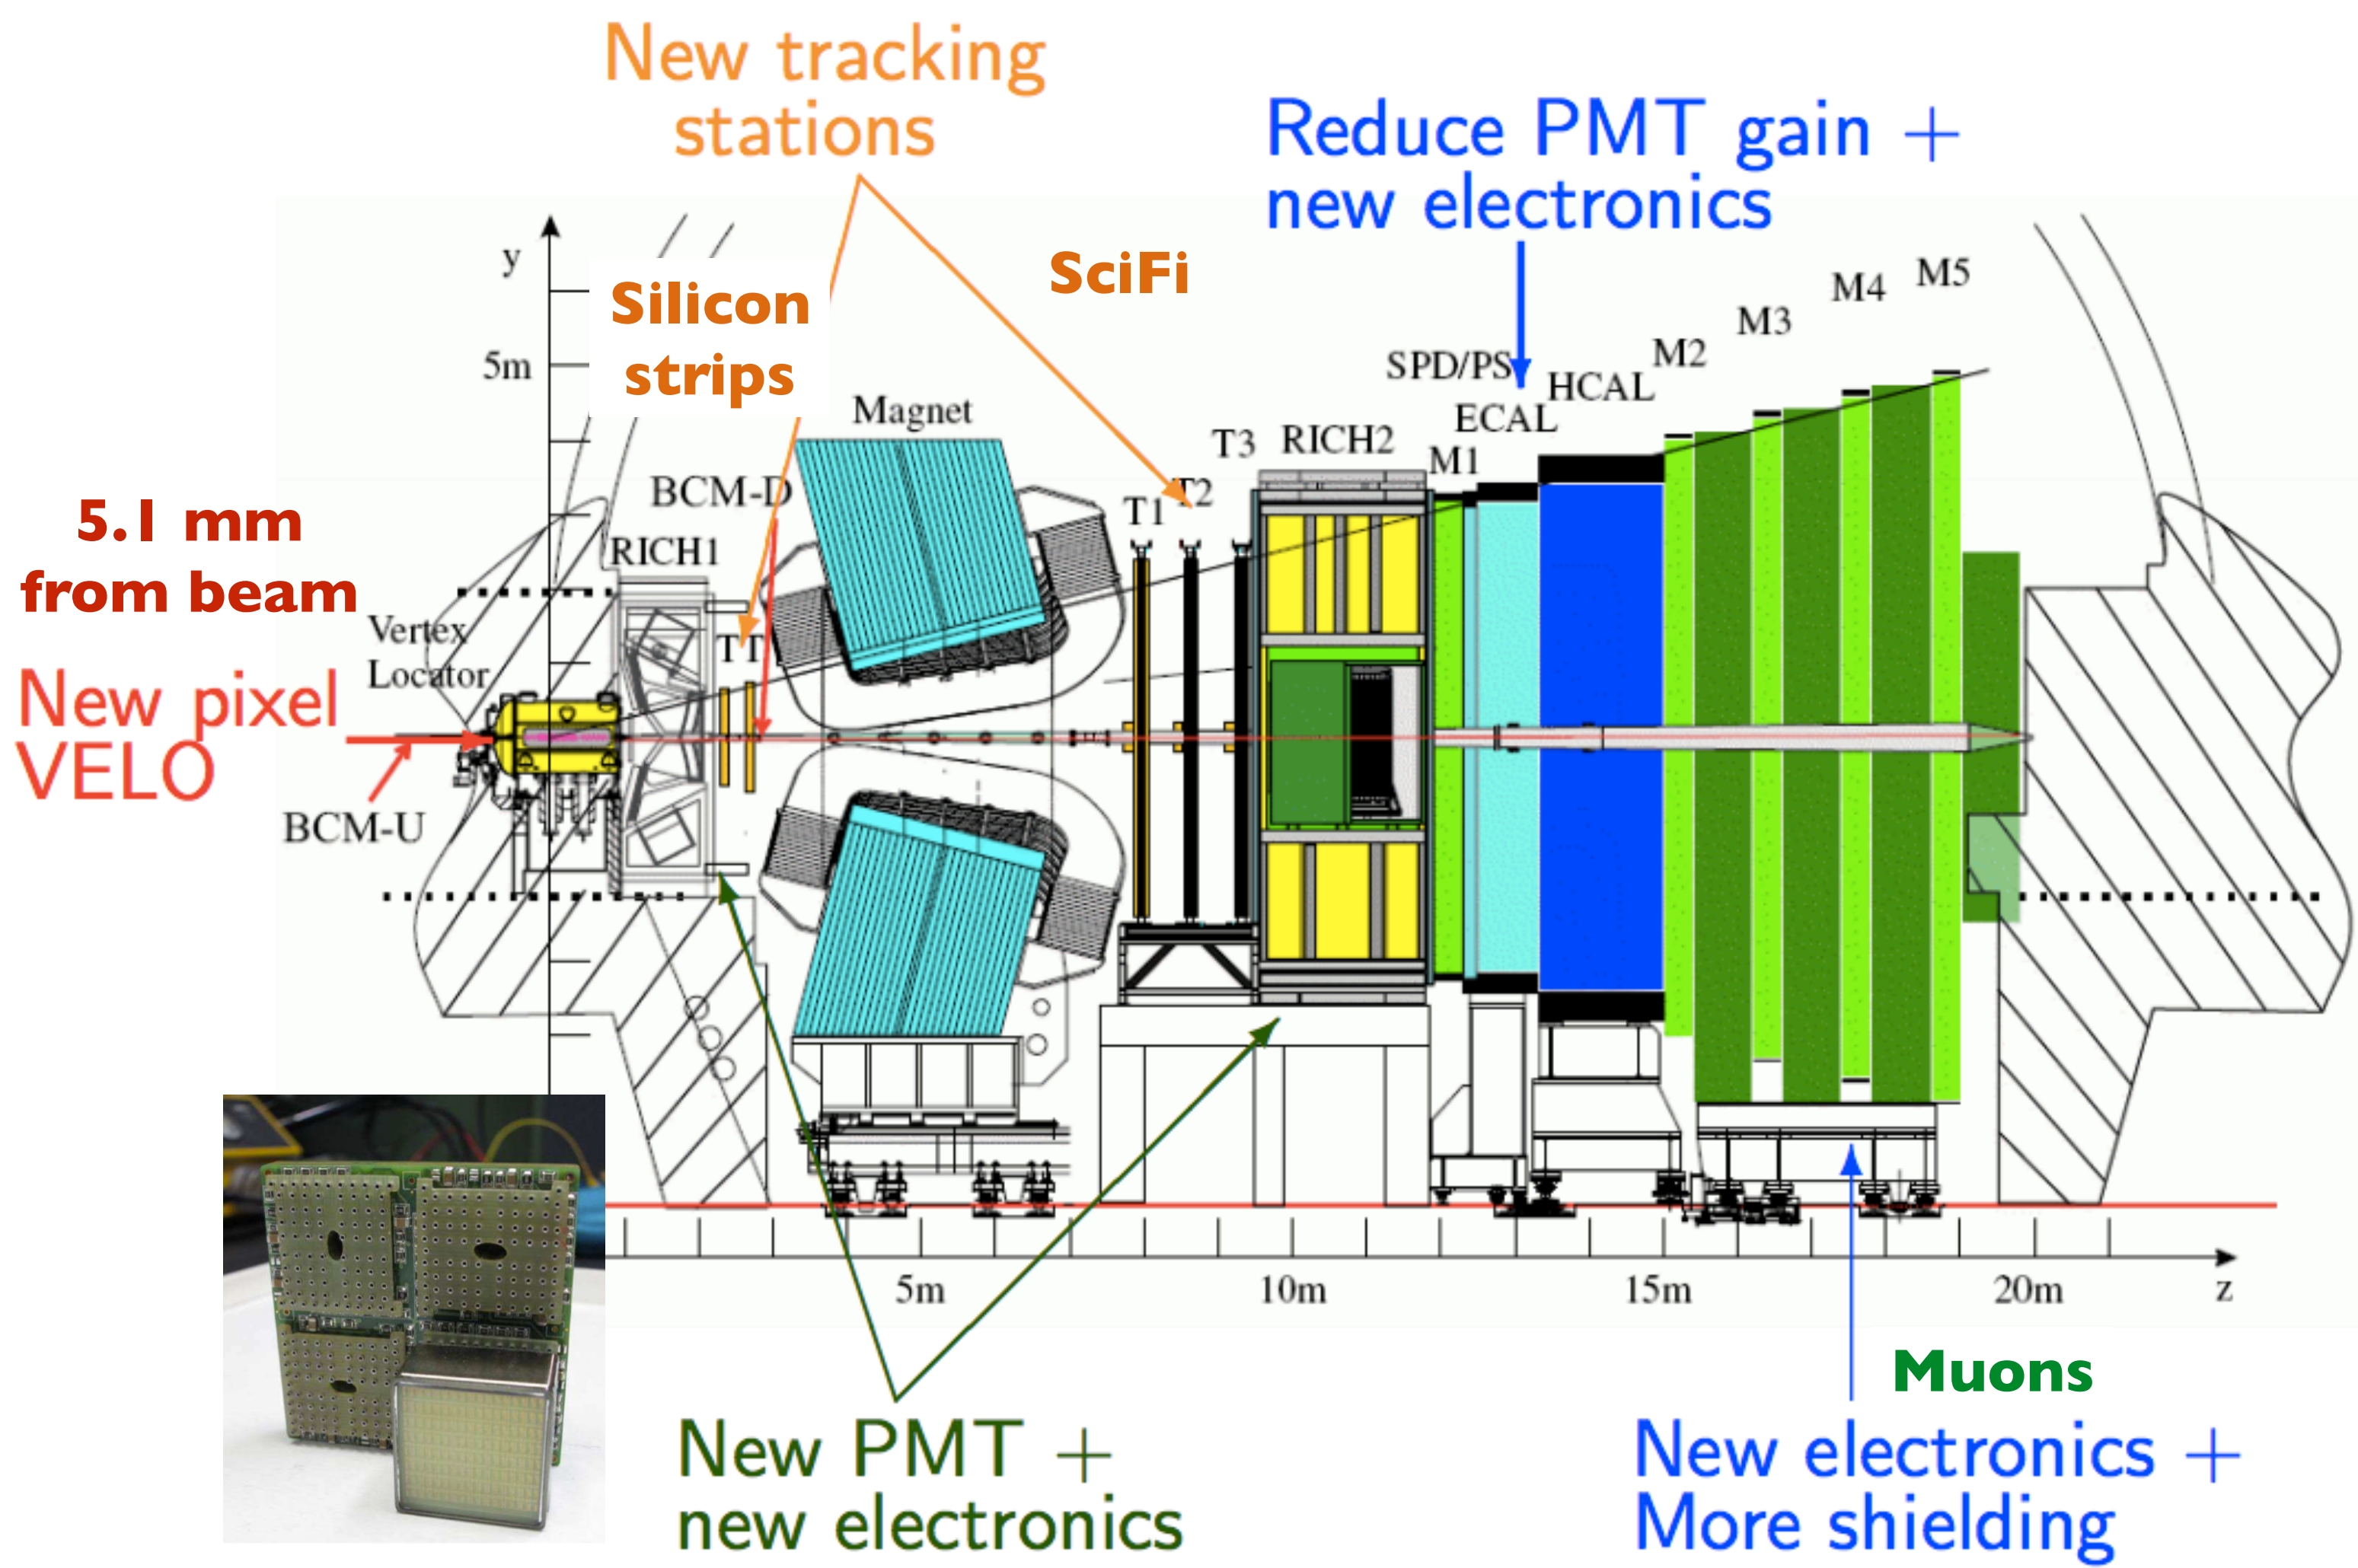 New tracking
stations
Reduce PMT gain +
new electronics
y
Silicon
strips
SciFi
5m
Magnet
SPD/PS
ECAL
HCAL
M2
M3
M4
M5
T3
RICH2
M1
BCM-D
T1
T2
RICH1
5.1 mm
from beam
Vertex
Locator
TT
New pixel
VELO
BCM-U
5m
10m
15m
20m
z
Muons
New PMT +
new electronics
New electronics +
More shielding